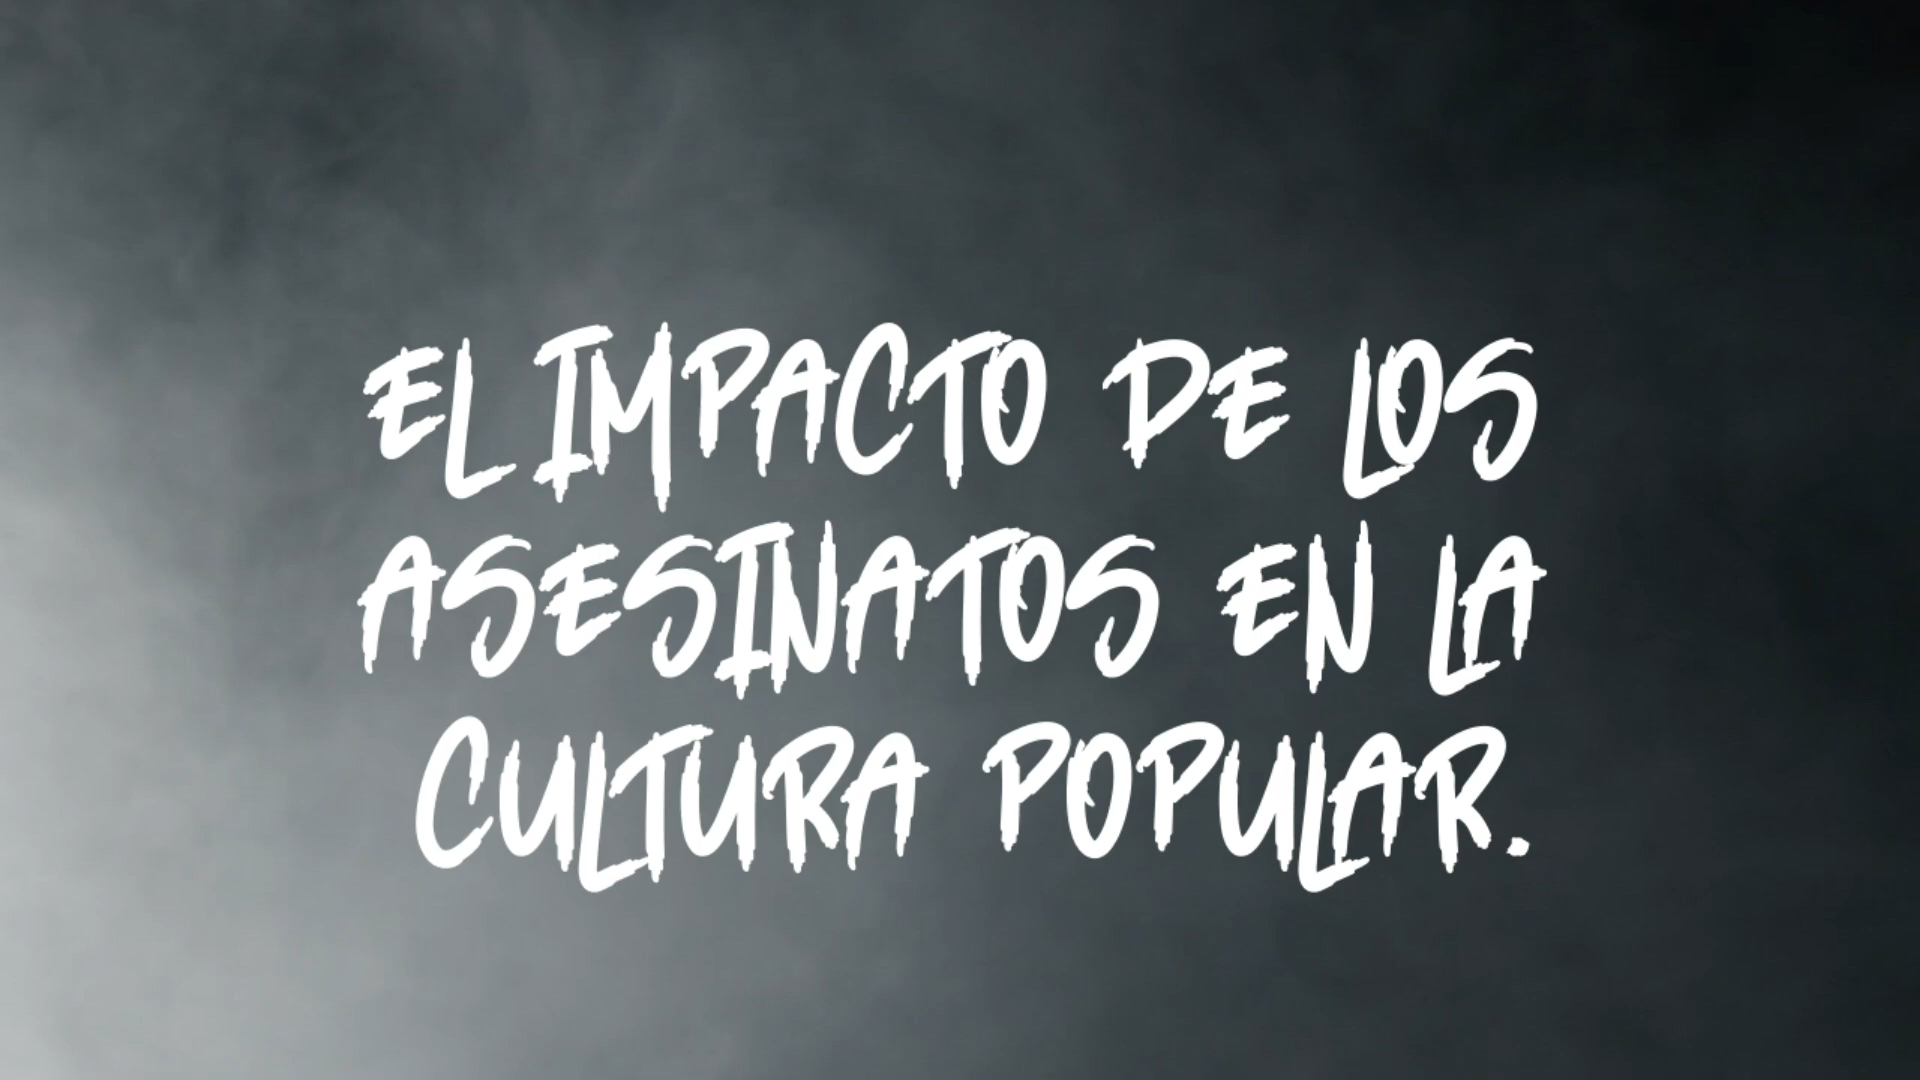 EL IMPACTO DE LOS
ASESINATOS EN LA
CULTURA POPULAR.